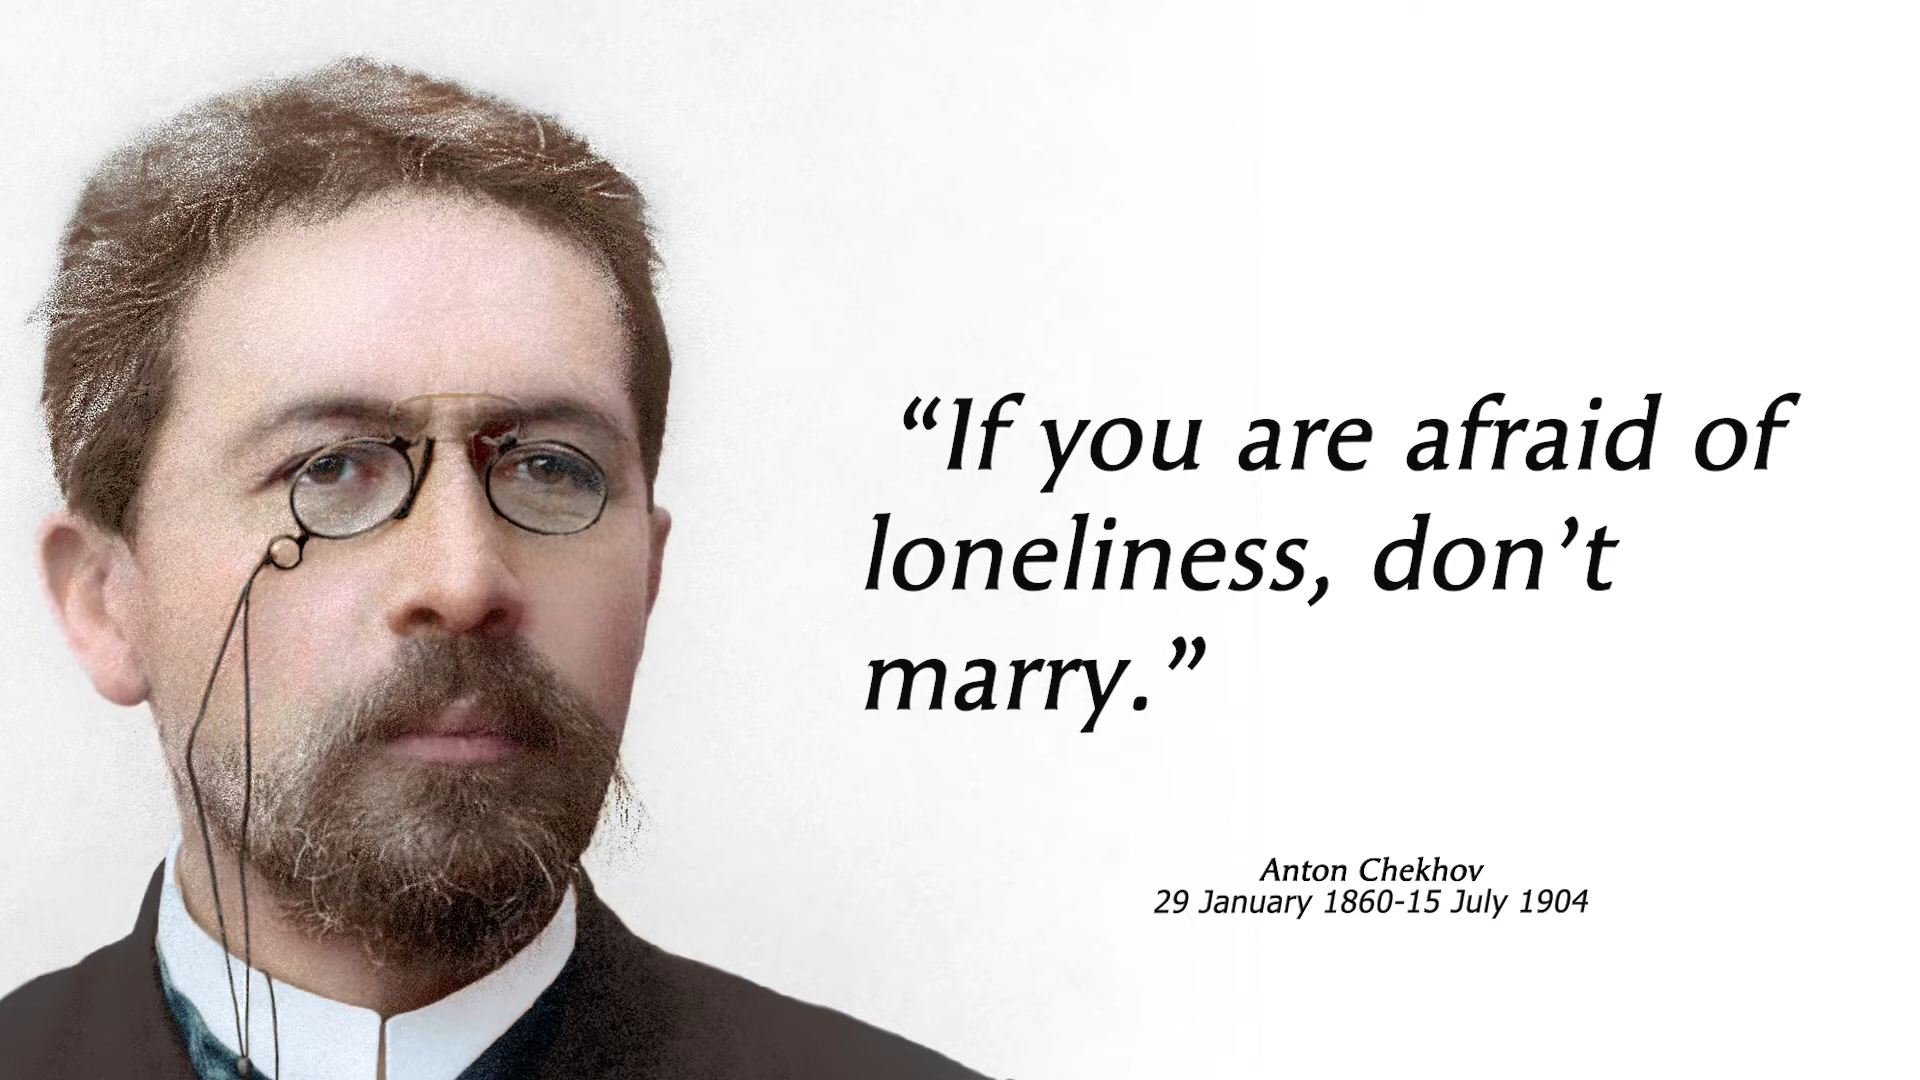 “If you are afraid of
loneliness, don’t
marry.”
Anton Chekhov
29 January 1860-15 July 1904